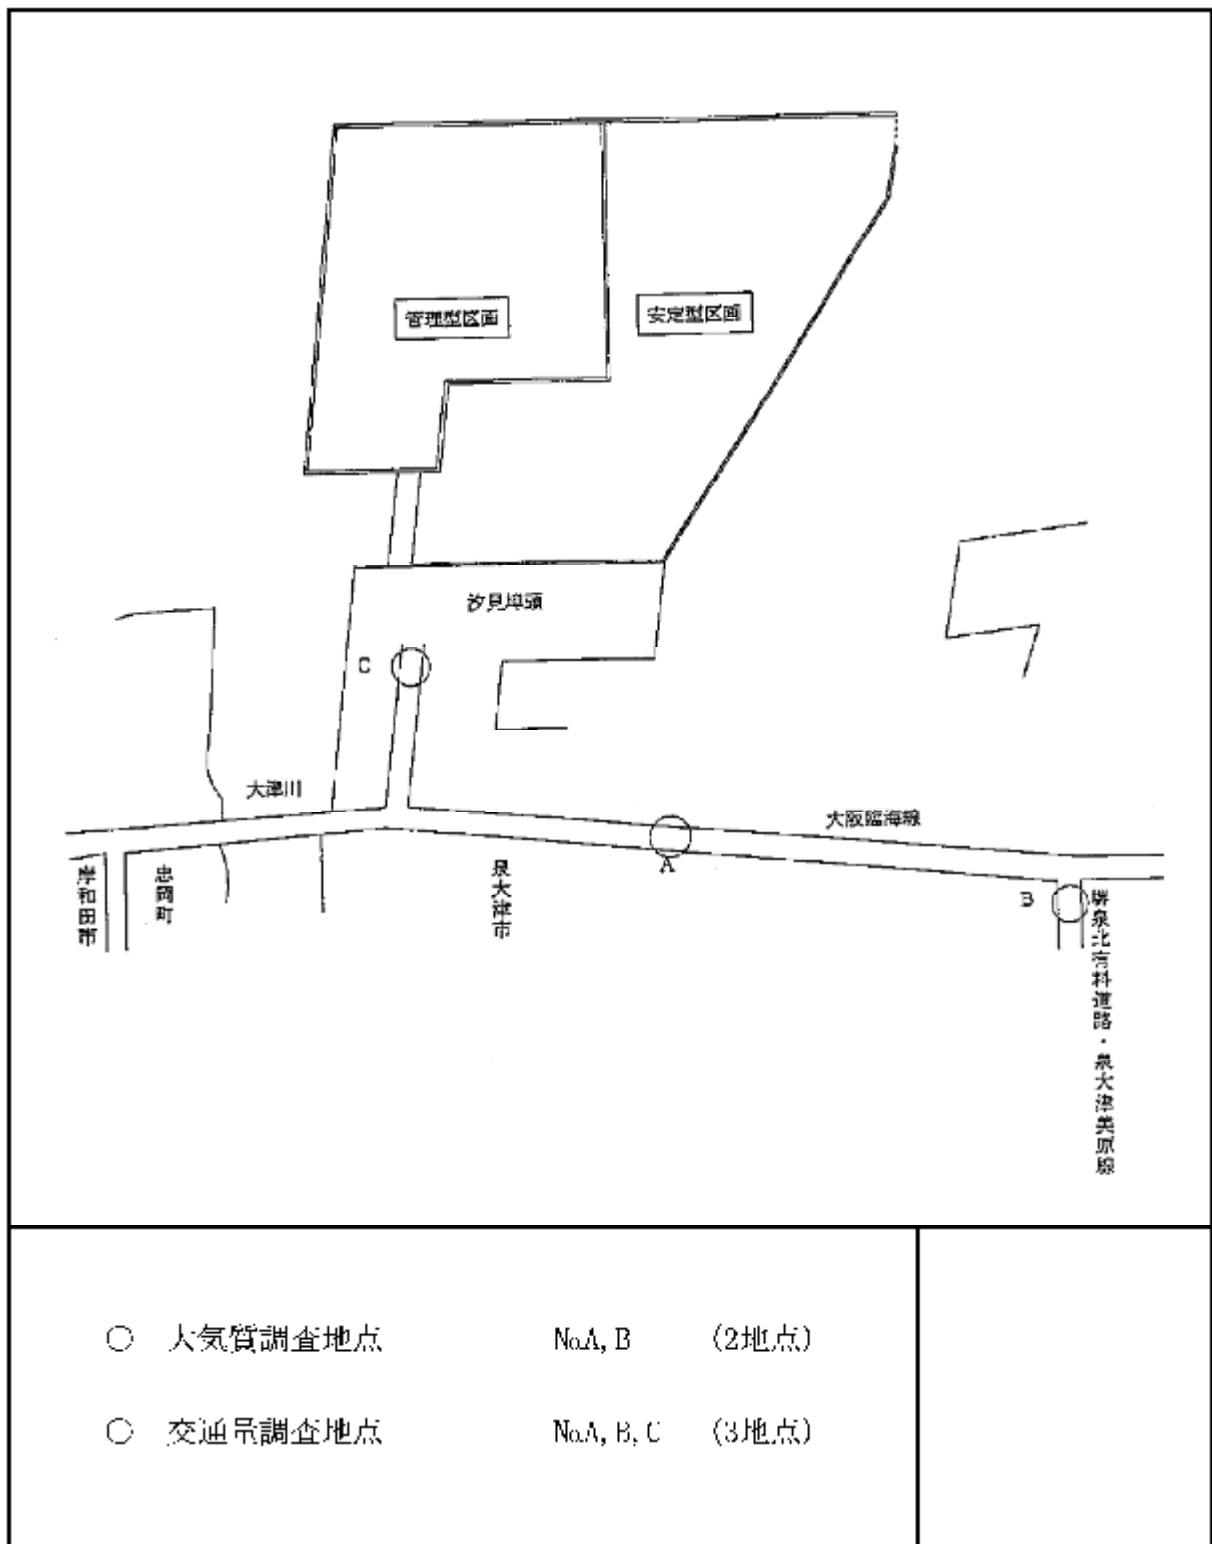 管理型区画
安定型区画
汐見埠頭
C
大津川
大阪臨海線
A
B
岸和田市
忠岡町
泉大津市
堺泉北有料道路・泉大津美原線
○ 大気質調査地点 No.A, B (2地点)
○ 交通量調査地点 No.A, B, C (3地点)